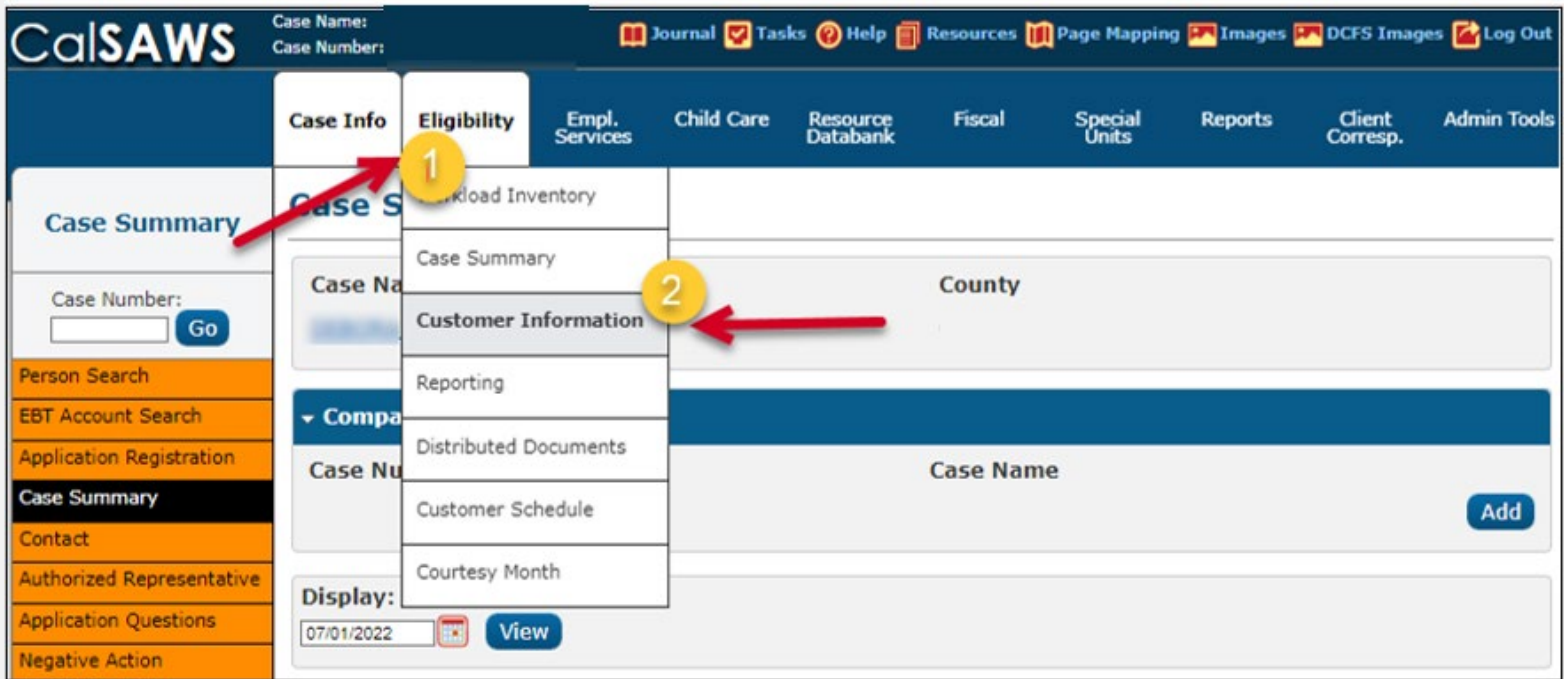 CalSAWS
Case Name:
Case Number:
Journal Tasks Help Resources Page Mapping Images DCFS Images Log Out
Case Info Eligibility Empl. Services Child Care Resource Databank Fiscal Special Units Reports Client Corresp. Admin Tools
1
Case Summary
Case Number:
Go
Person Search
EBT Account Search
Application Registration
Case Summary
Contact
Authorized Representative
Application Questions
Negative Action
Case S
Inventory
Case Summary
2
Customer Information
Reporting
Distributed Documents
Customer Schedule
Courtesy Month
Case Na
County
Compa
Case Nu
Case Name
Add
Display:
07/01/2022
View